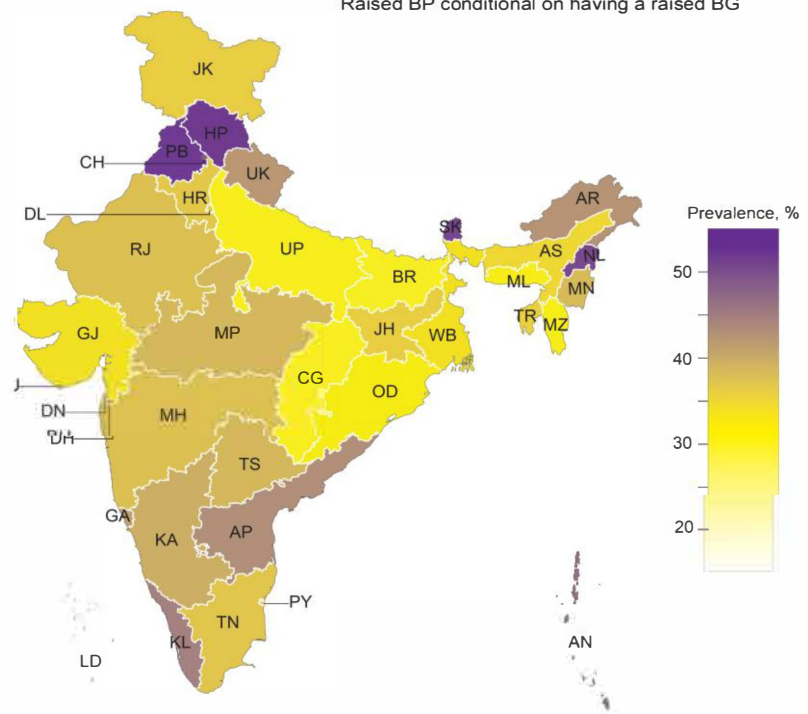 Raised BP conditional on having a raised BG
JK
HP
PB
CH
UK
HR
DL
RJ
UP
SK
AR
AS
NL
BR
ML
MN
GJ
MP
JH
WB
TR
MZ
CG
OD
DN
MH
TS
GA
KA
AP
PY
TN
KL
LD
AN
Prevalence, %
50
40
30
20